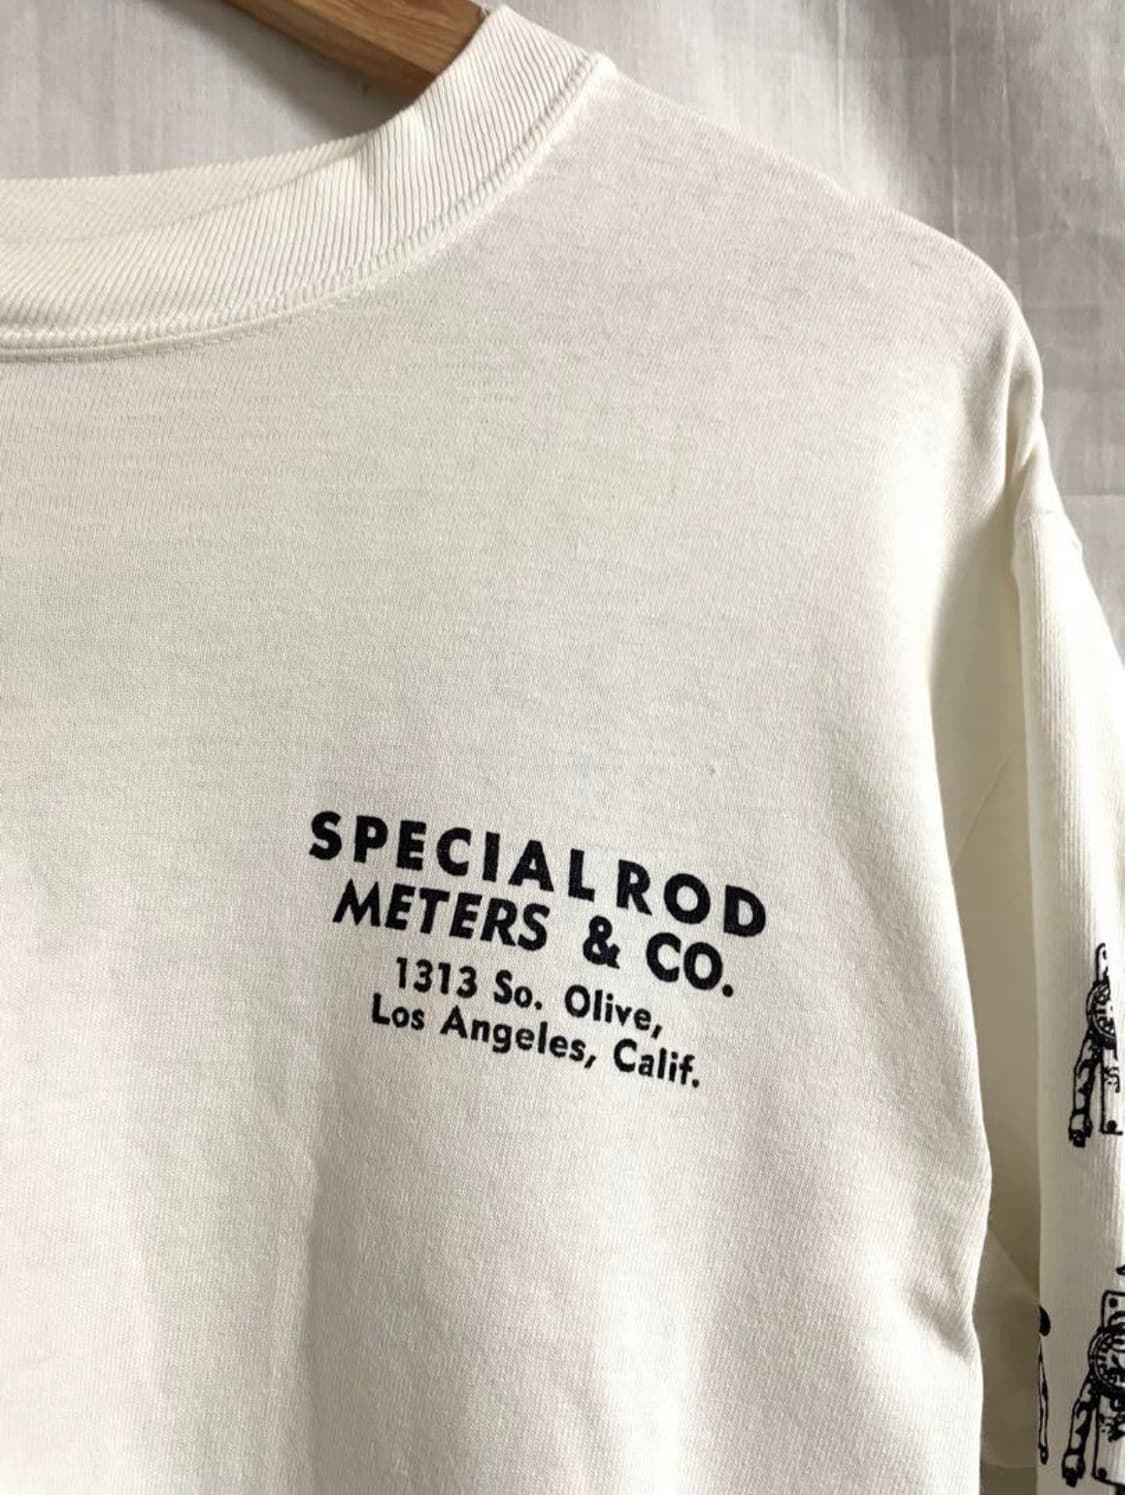 SPECIALROD
METERS & CO.
1313 So. Olive,
Los Angeles, Calif.